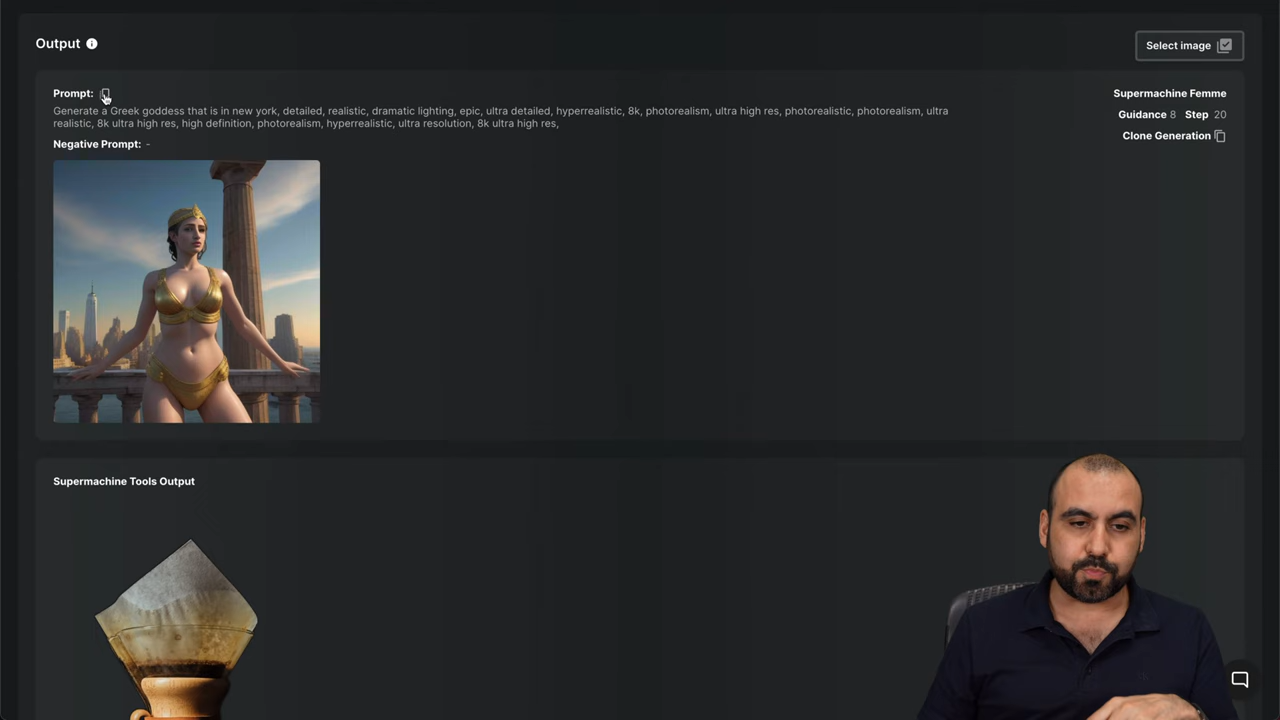 Output
Select image
Prompt:
Generate a Greek goddess that is in new york, detailed, realistic, dramatic lighting, epic, ultra detailed, hyperrealistic, 8k, photorealism, ultra high res, photorealistic, photorealism, ultra
realistic, 8k ultra high res, high definition, photorealism, hyperrealistic, ultra resolution, 8k ultra high res,
Negative Prompt: -
Supermachine Femme
Guidance 8 Step 20
Clone Generation
Supermachine Tools Output